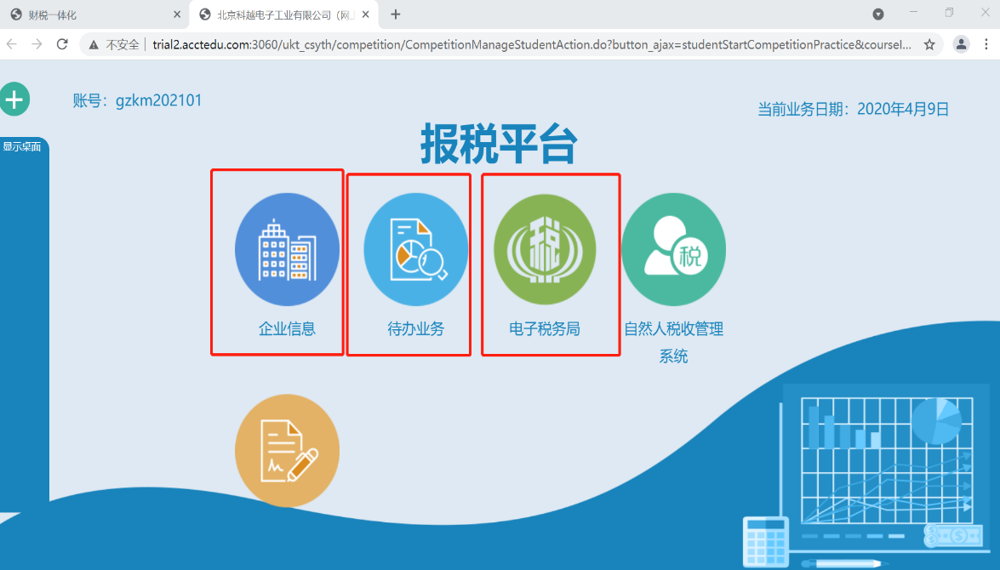 财税一体化
北京科越电子工业有限公司（网
不安全
trial2.acctedu.com:3060/ukt_csyth/competition/CompetitionManageStudentAction.do?button_ajax=studentStartCompetitionPractice&courseI...
账号：gzkm202101
当前业务日期：2020年4月9日
显示桌面
报税平台
税
税
企业信息
待办业务
电子税务局
自然人税收管理
系统